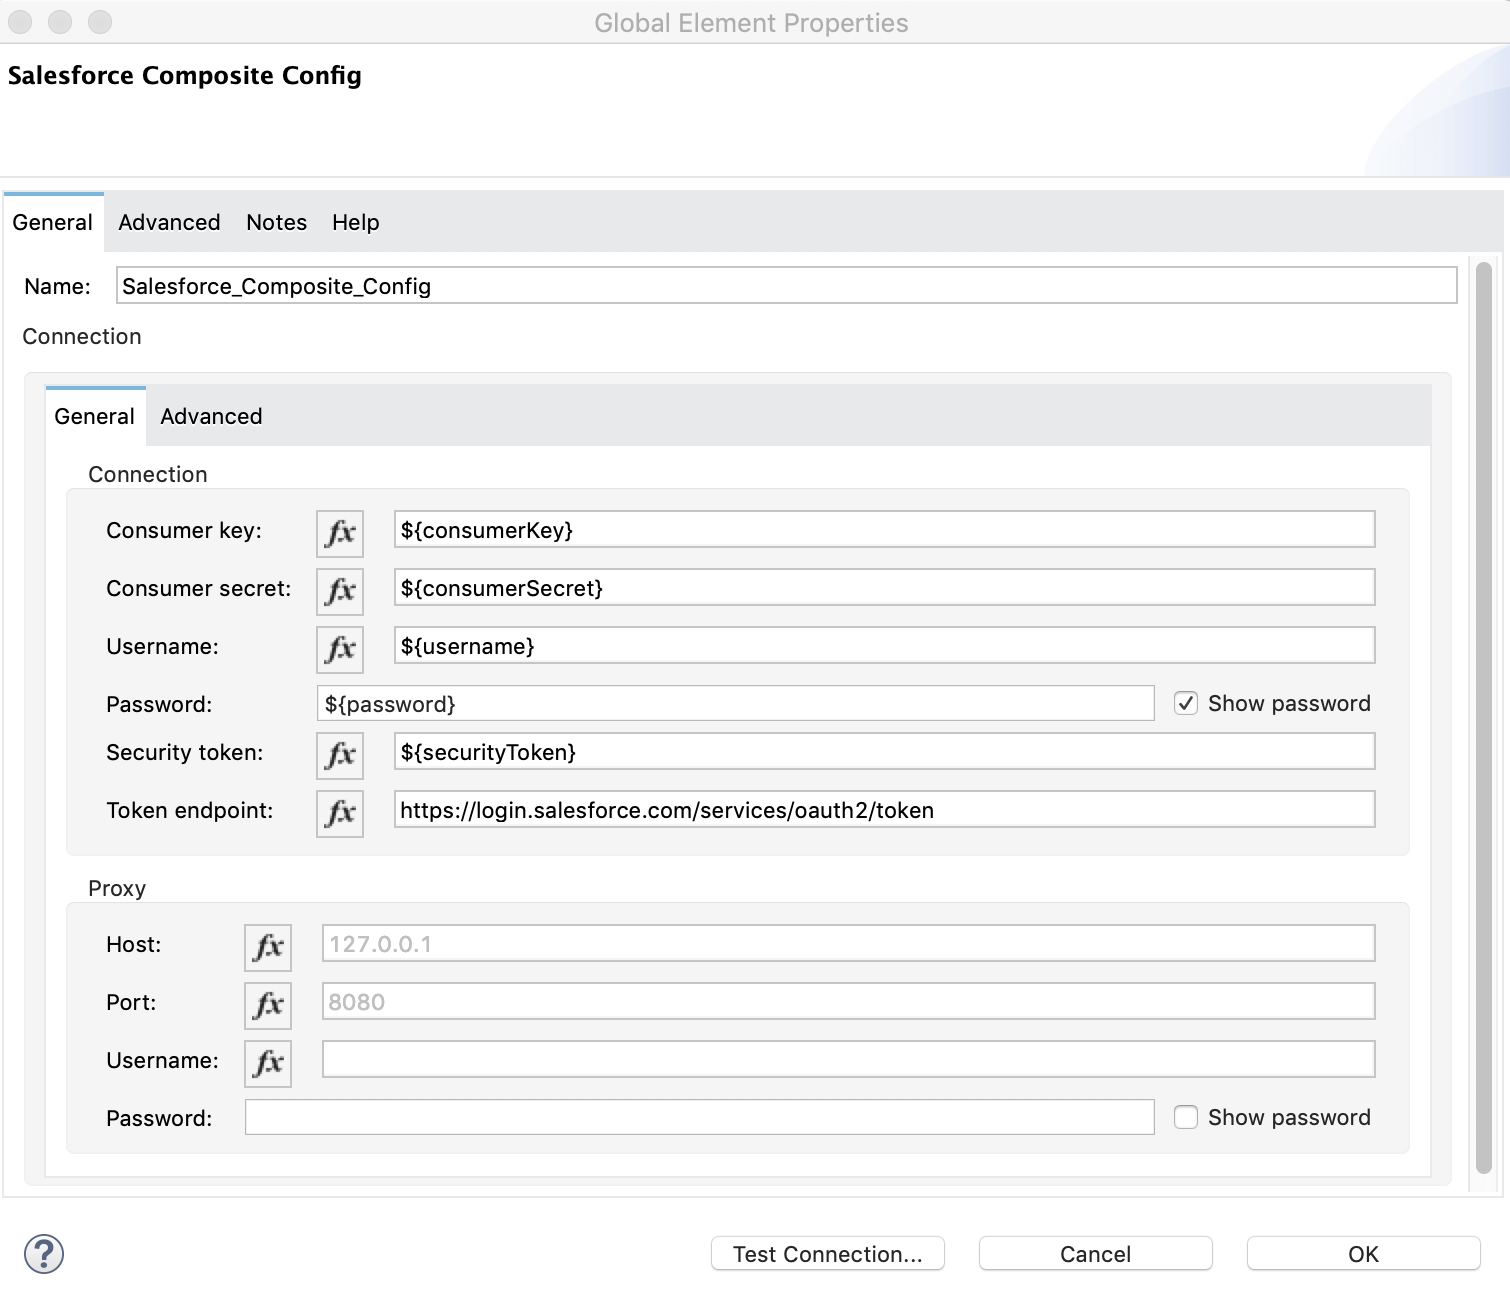 Global Element Properties
Salesforce Composite Config
General Advanced Notes Help
Name: Salesforce_Composite_Config
Connection
General Advanced
Connection
Consumer key: fx ${consumerKey}
Consumer secret: fx ${consumerSecret}
Username: fx ${username}
Password: ${password} Show password
Security token: fx ${securityToken}
Token endpoint: fx https://login.salesforce.com/services/oauth2/token
Proxy
Host: fx 127.0.0.1
Port: fx 8080
Username: fx
Password: Show password
? Test Connection... Cancel OK